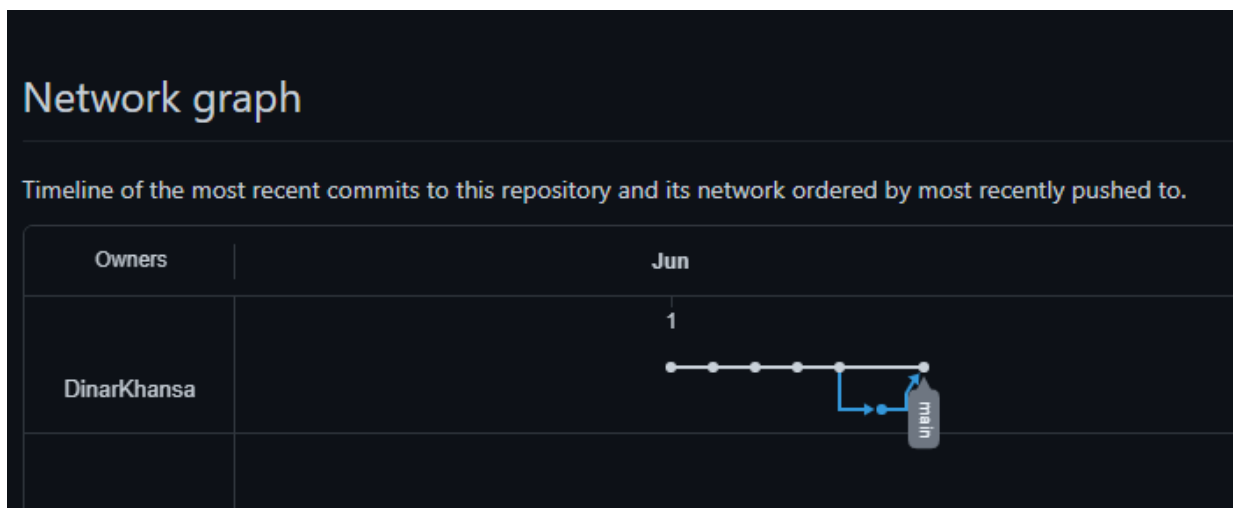 Network graph
Timeline of the most recent commits to this repository and its network ordered by most recently pushed to.
Owners
Jun
1
DinarKhansa
main